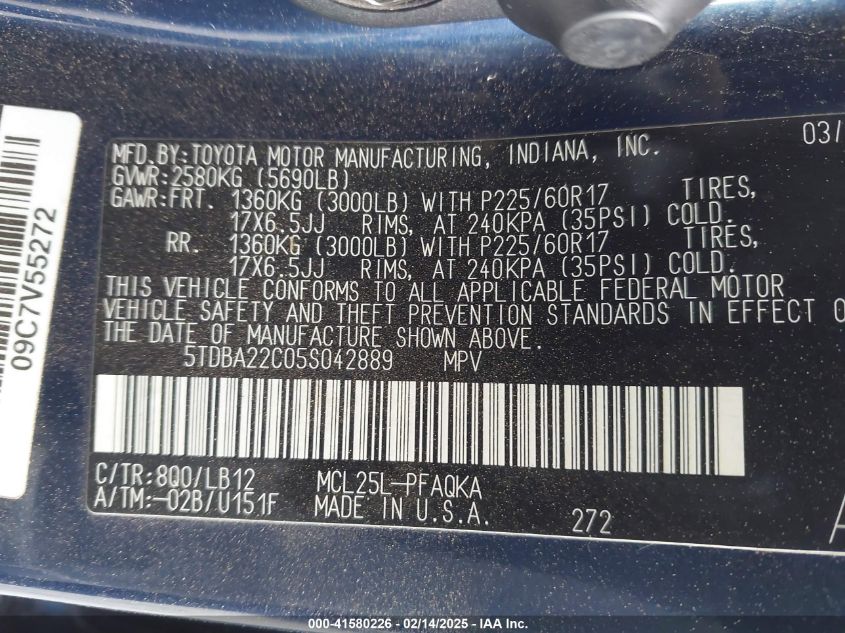 03/
MFD.BY:TOYOTA MOTOR MANUFACTURING, INDIANA, INC.
GVWR:2580KG (5690LB)
GAWR:FRT. 1360KG (3000LB) WITH P225/60R17 TIRES,
17X6.5JJ RIMS, AT 240KPA (35PSI) COLD.
RR. 1360KG (3000LB) WITH P225/60R17 TIRES,
17X6.5JJ RIMS, AT 240KPA (35PSI) COLD.
THIS VEHICLE CONFORMS TO ALL APPLICABLE FEDERAL MOTOR
VEHICLE SAFETY AND THEFT PREVENTION STANDARDS IN EFFECT O
THE DATE OF MANUFACTURE SHOWN ABOVE.
5TDBA22C05S042889 MPV
C/TR:8Q0/LB12 MCL25L-PFAQKA
A/TM:-02B/U151F MADE IN U.S.A. 272
A
09C7V55272
000-41580226 - 02/14/2025 - IAA Inc.